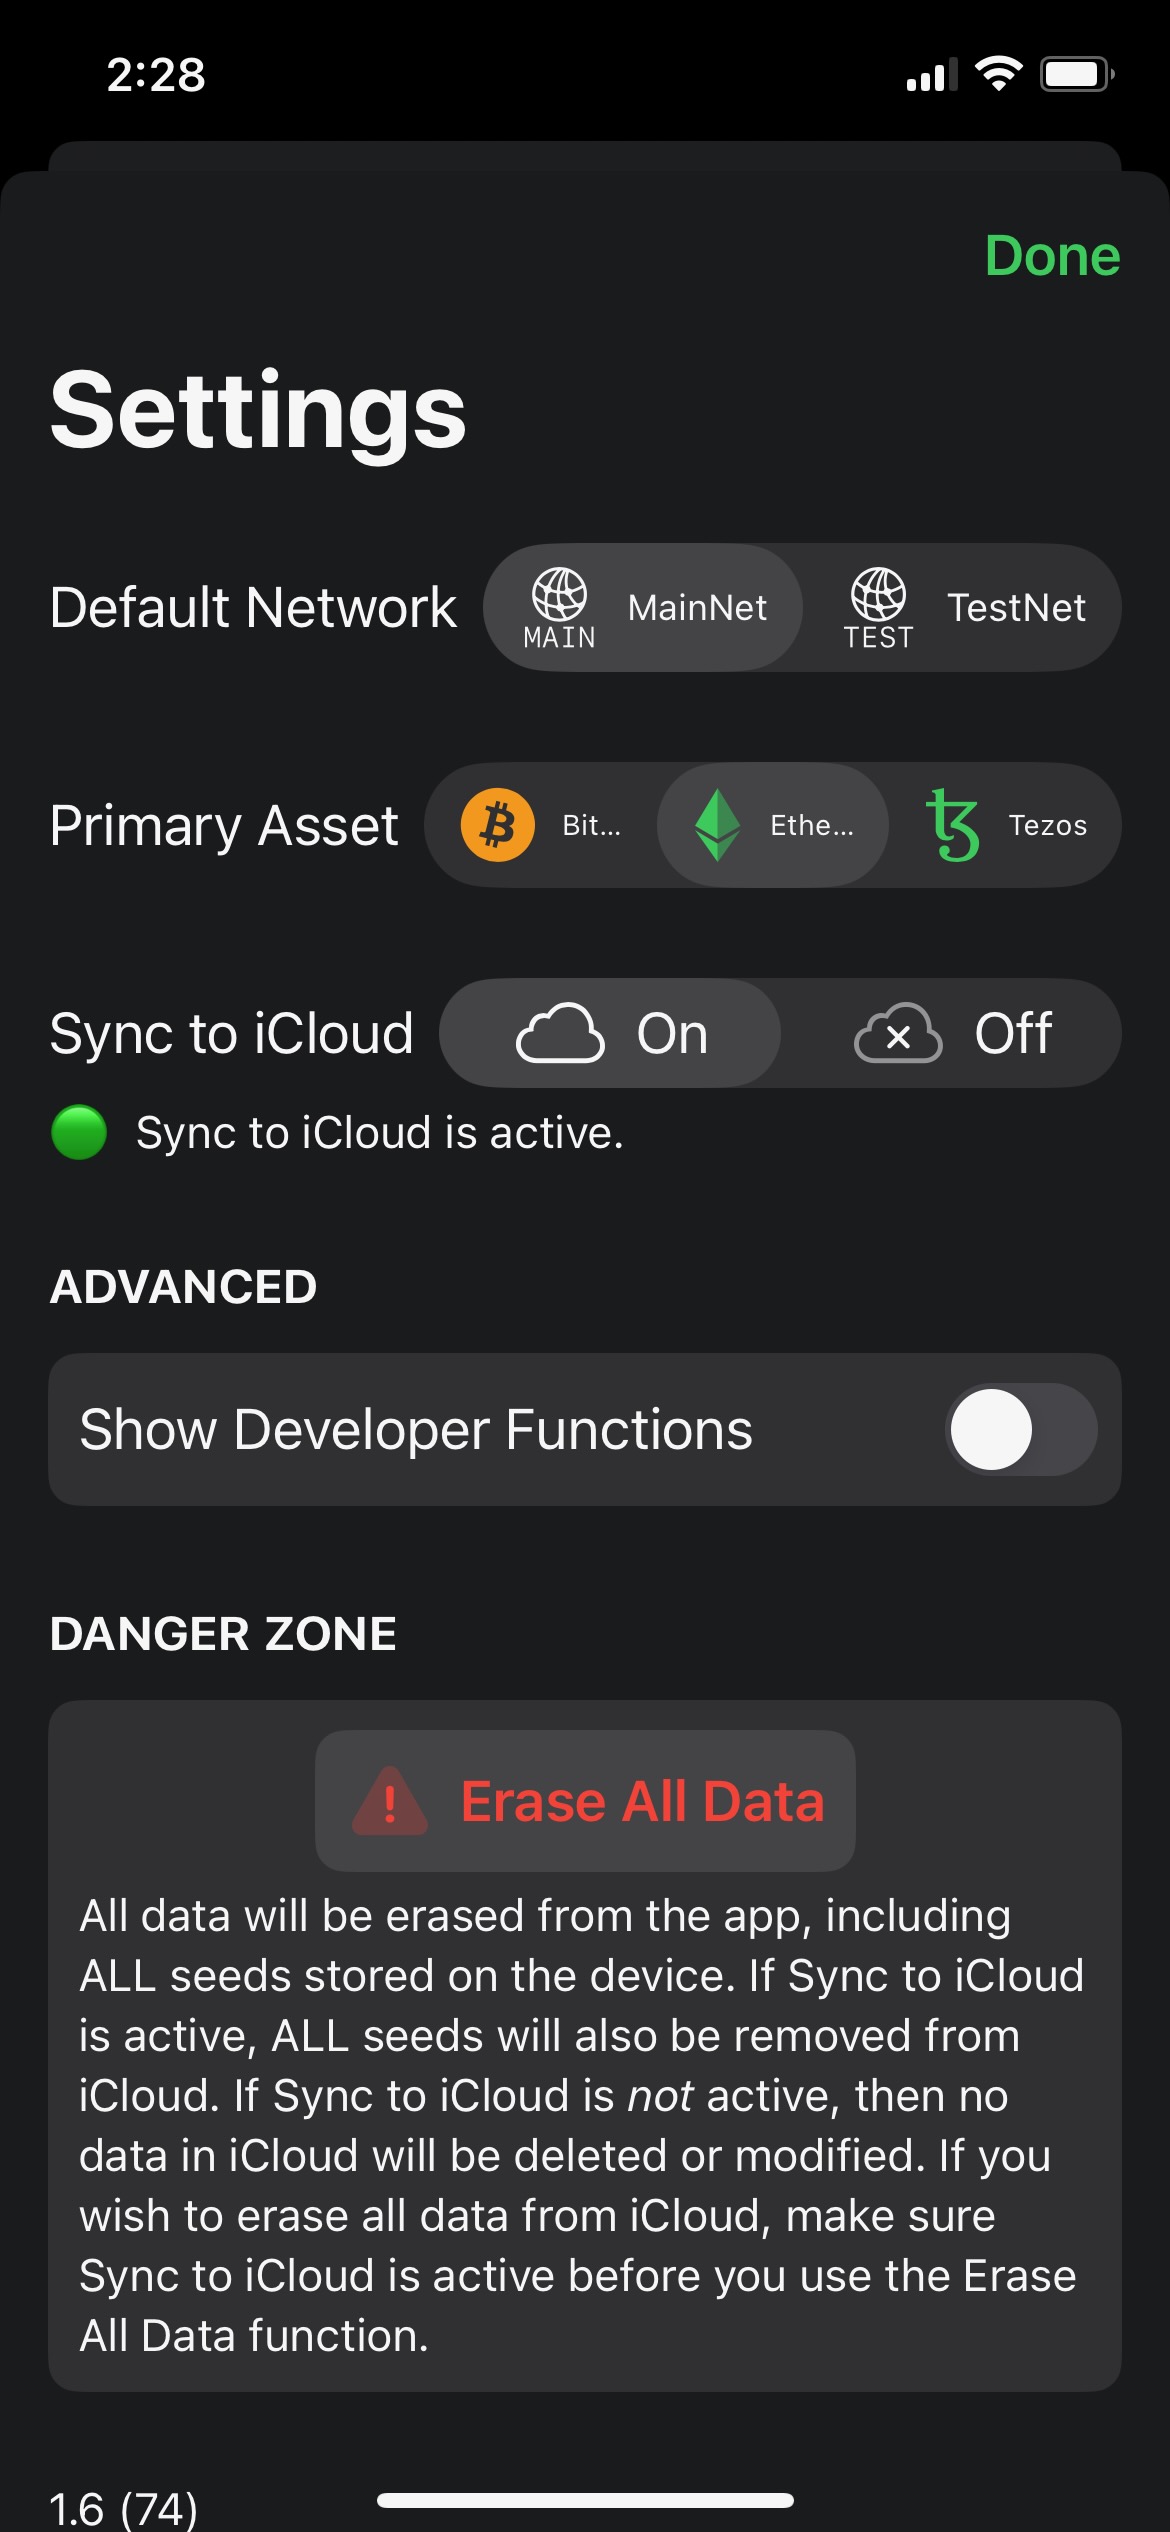 2:28
Done
Settings
Default Network
MAIN
MainNet
TEST
TestNet
Primary Asset
Bit...
Ethe...
Tezos
Sync to iCloud
On
Off
Sync to iCloud is active.
ADVANCED
Show Developer Functions
DANGER ZONE
Erase All Data
All data will be erased from the app, including
ALL seeds stored on the device. If Sync to iCloud
is active, ALL seeds will also be removed from
iCloud. If Sync to iCloud is not active, then no
data in iCloud will be deleted or modified. If you
wish to erase all data from iCloud, make sure
Sync to iCloud is active before you use the Erase
All Data function.
1.6 (74)